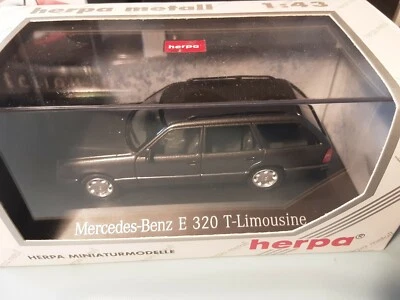 herpa metall 1:43
herpa
Mercedes-Benz E 320 T-Limousine
herpa
HERPA MINIATURMODELLE